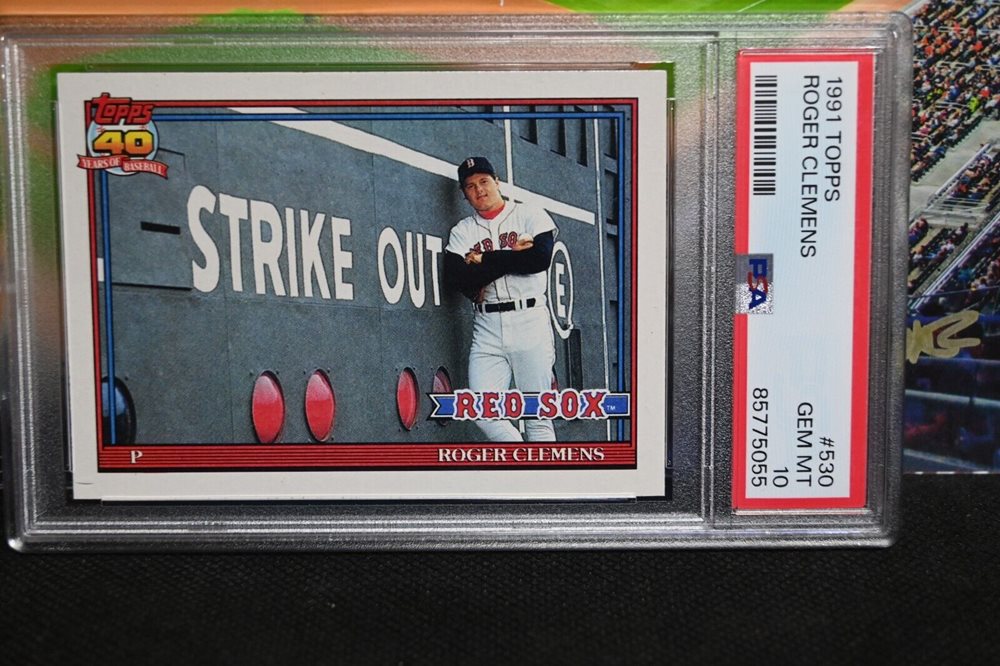 Topps
40
YEARS OF BASEBALL
STRIKE OUT
E
B
RED SOX
RED SOX™
P
ROGER CLEMENS
1991 TOPPS
ROGER CLEMENS
#530
GEM MT
10
PSA
85775055